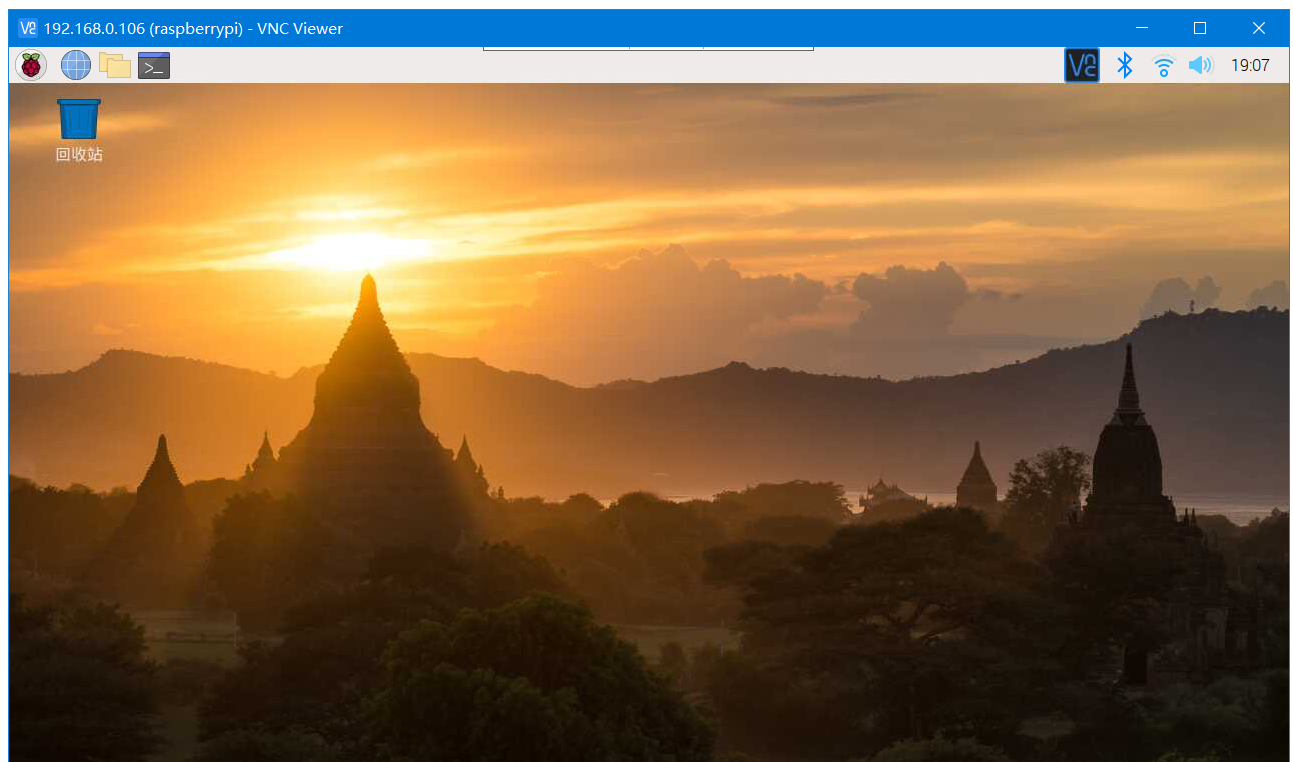 192.168.0.106 (raspberrypi) - VNC Viewer
19:07
回收站